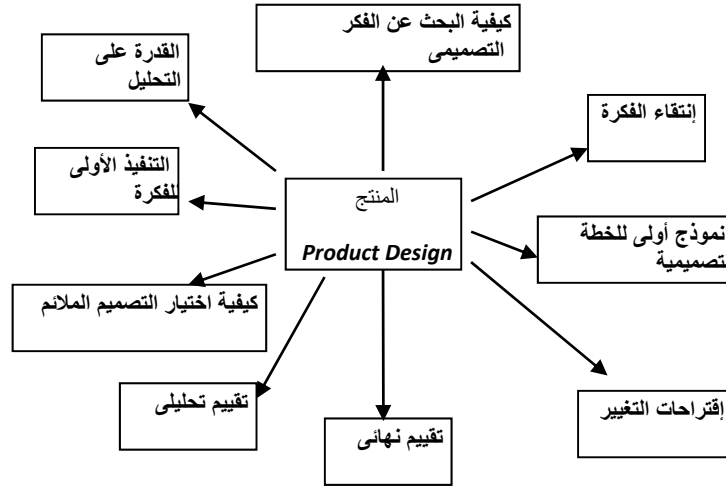 كيفية البحث عن الفكر
التصميمى
القدرة على
التحليل
إنتقاء الفكرة
التنفيذ الأولى
للفكرة
المنتج
Product Design
نموذج أولى للخطة
تصميمية
كيفية اختيار التصميم الملائم
تقييم تحليلى
إقتراحات التغيير
تقييم نهائى